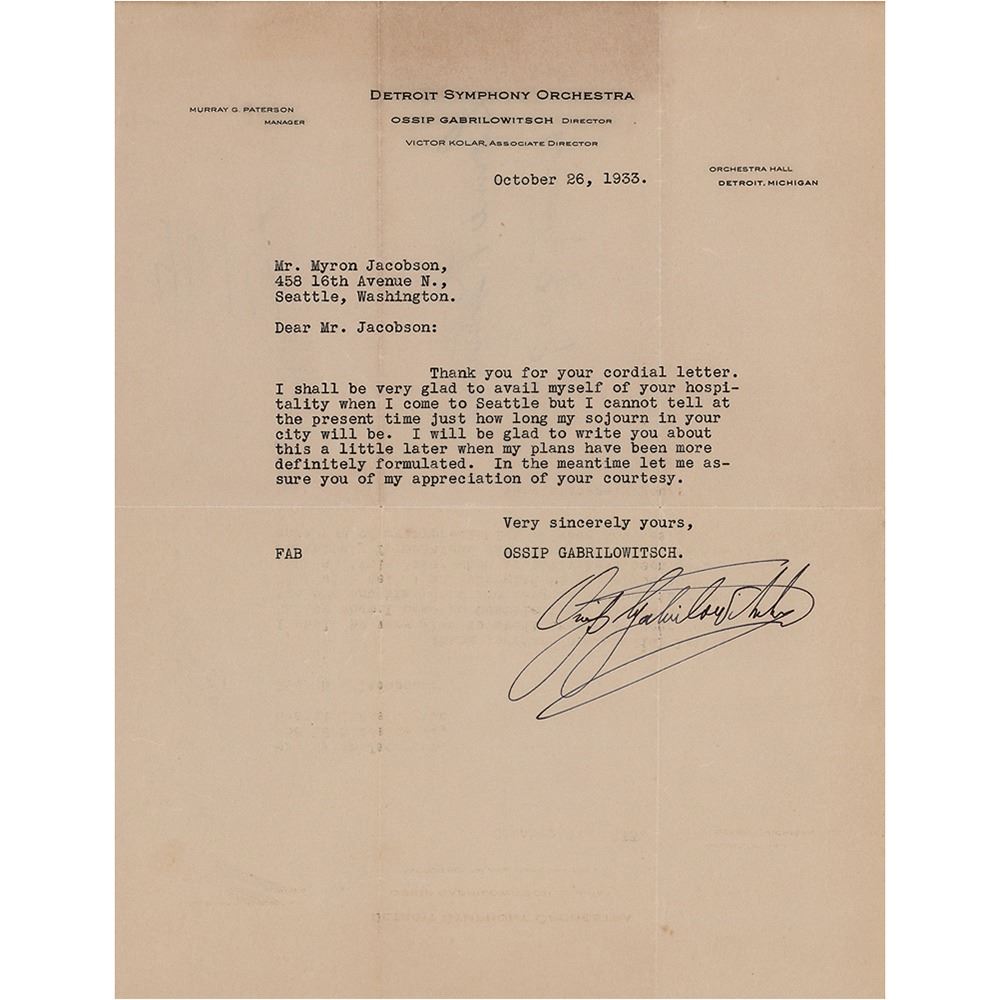 DETROIT SYMPHONY ORCHESTRA
MURRAY G. PATERSON
MANAGER
OSSIP GABRILOWITSCH DIRECTOR
VICTOR KOLAR, ASSOCIATE DIRECTOR
ORCHESTRA HALL
DETROIT, MICHIGAN
October 26, 1933.
Mr. Myron Jacobson,
458 16th Avenue N.,
Seattle, Washington.
Dear Mr. Jacobson:
Thank you for your cordial letter.
I shall be very glad to avail myself of your hospi-
tality when I come to Seattle but I cannot tell at
the present time just how long my sojourn in your
city will be. I will be glad to write you about
this a little later when my plans have been more
definitely formulated. In the meantime let me as-
sure you of my appreciation of your courtesy.
Very sincerely yours,
FAB
OSSIP GABRILOWITSCH.
Ossip Gabrilowitsch